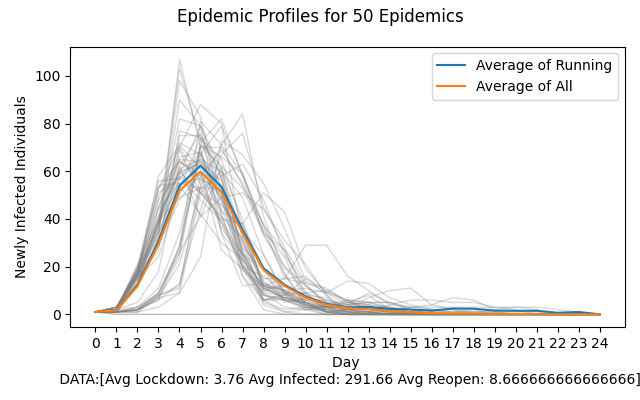 Epidemic Profiles for 50 Epidemics
Average of Running
Average of All
Newly Infected Individuals
100
80
60
40
20
0
0 1 2 3 4 5 6 7 8 9 10 11 12 13 14 15 16 17 18 19 20 21 22 23 24
Day
DATA:[Avg Lockdown: 3.76 Avg Infected: 291.66 Avg Reopen: 8.666666666666666]